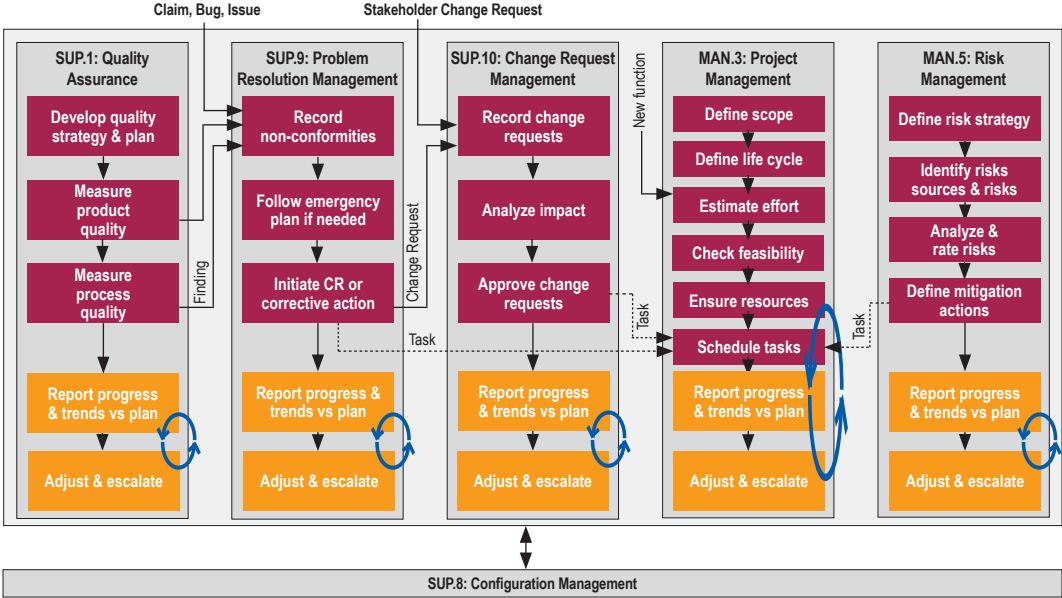 Claim, Bug, Issue
Stakeholder Change Request
SUP.1: Quality
Assurance
Develop quality
strategy & plan
Measure
product
quality
Measure
process
quality
Report progress
& trends vs plan
Adjust & escalate
Finding
SUP.9: Problem
Resolution Management
Record
non-conformities
Follow emergency
plan if needed
Initiate CR or
corrective action
Report progress &
trends vs plan
Adjust & escalate
Change Request
Task
SUP.10: Change Request
Management
Record change
requests
Analyze impact
Approve change
requests
Report progress
& trends vs plan
Adjust & escalate
Task
New function
MAN.3: Project
Management
Define scope
Define life cycle
Estimate effort
Check feasibility
Ensure resources
Schedule tasks
Report progress
& trends vs plan
Adjust & escalate
Task
MAN.5: Risk
Management
Define risk strategy
Identify risks
sources & risks
Analyze &
rate risks
Define mitigation
actions
Report progress
& trends vs plan
Adjust & escalate
SUP.8: Configuration Management